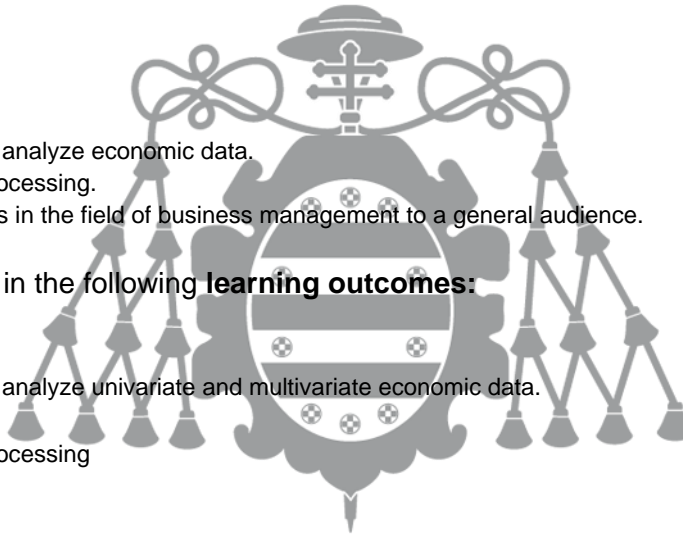 analyze economic data.
ocessing.
s in the field of business management to a general audience.
in the following learning outcomes:
analyze univariate and multivariate economic data.
ocessing